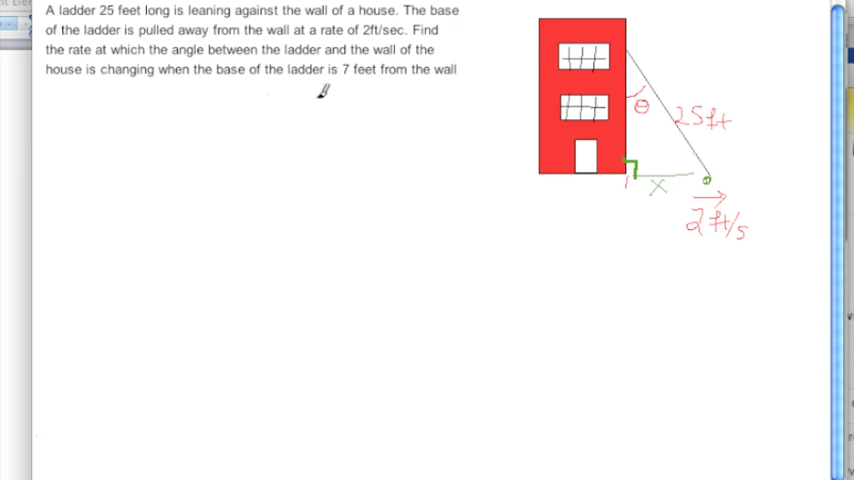 A ladder 25 feet long is leaning against the wall of a house. The base
of the ladder is pulled away from the wall at a rate of 2ft/sec. Find
the rate at which the angle between the ladder and the wall of the
house is changing when the base of the ladder is 7 feet from the wall
θ
25ft
x
2ft/s